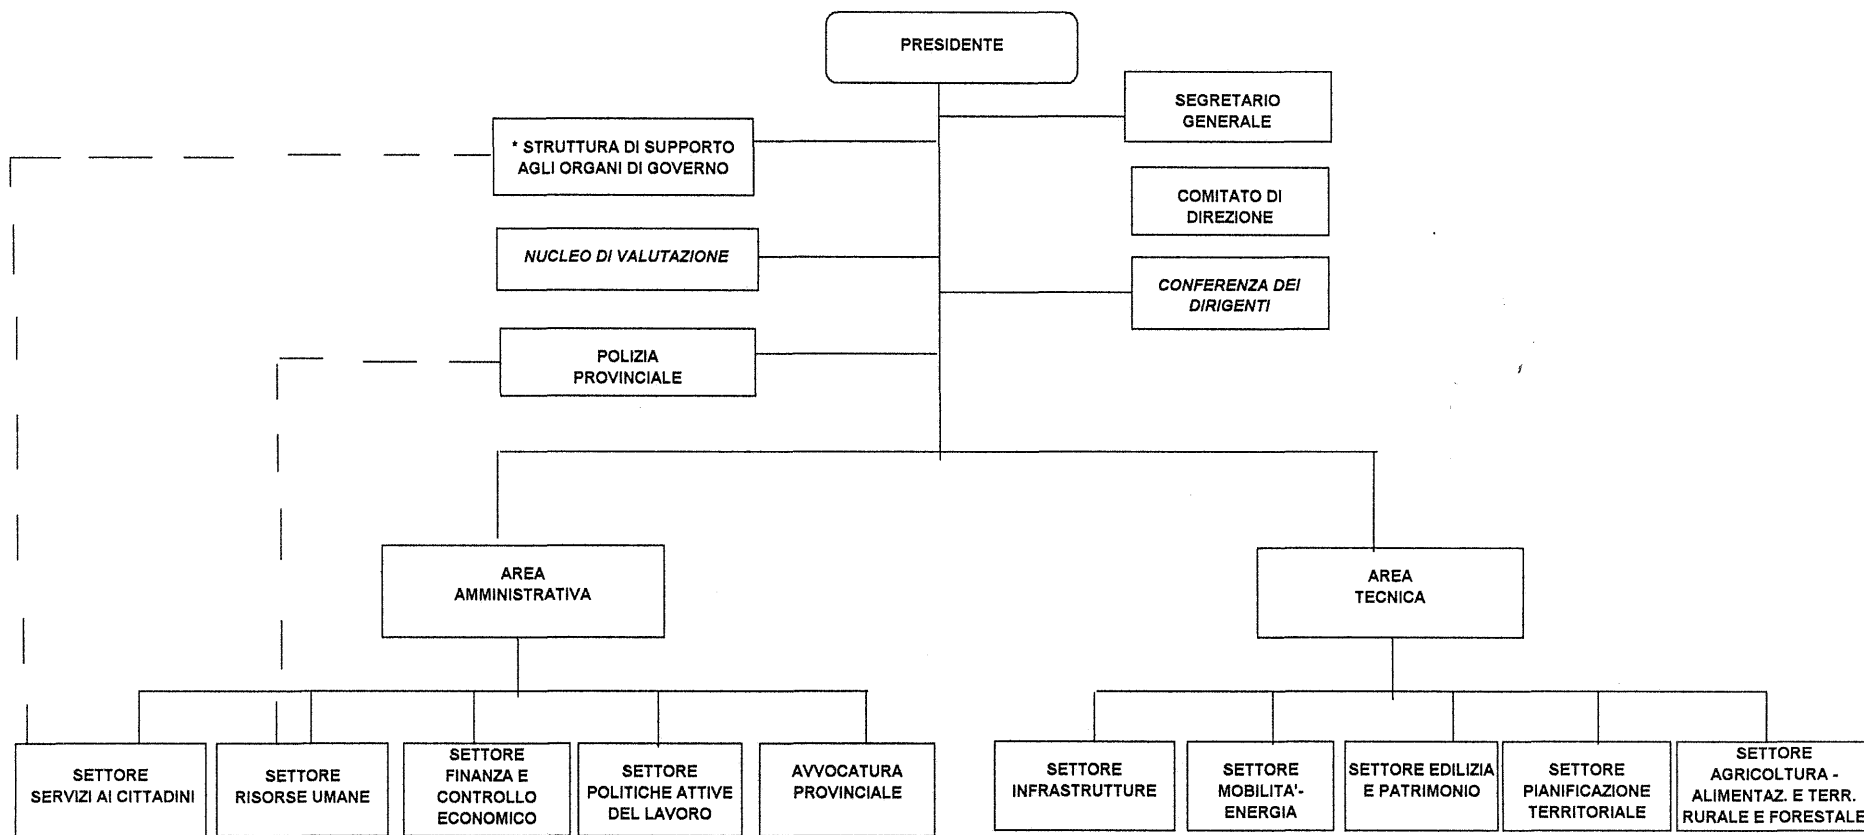 PRESIDENTE
SEGRETARIO
GENERALE
* STRUTTURA DI SUPPORTO
AGLI ORGANI DI GOVERNO
COMITATO DI
DIREZIONE
NUCLEO DI VALUTAZIONE
CONFERENZA DEI
DIRIGENTI
POLIZIA
PROVINCIALE
AREA
AMMINISTRATIVA
AREA
TECNICA
SETTORE
SERVIZI AI CITTADINI
SETTORE
RISORSE UMANE
SETTORE
FINANZA E
CONTROLLO
ECONOMICO
SETTORE
POLITICHE ATTIVE
DEL LAVORO
AVVOCATURA
PROVINCIALE
SETTORE
INFRASTRUTTURE
SETTORE
MOBILITA'-
ENERGIA
SETTORE EDILIZIA
E PATRIMONIO
SETTORE
PIANIFICAZIONE
TERRITORIALE
SETTORE
AGRICOLTURA -
ALIMENTAZ. E TERR.
RURALE E FORESTALE